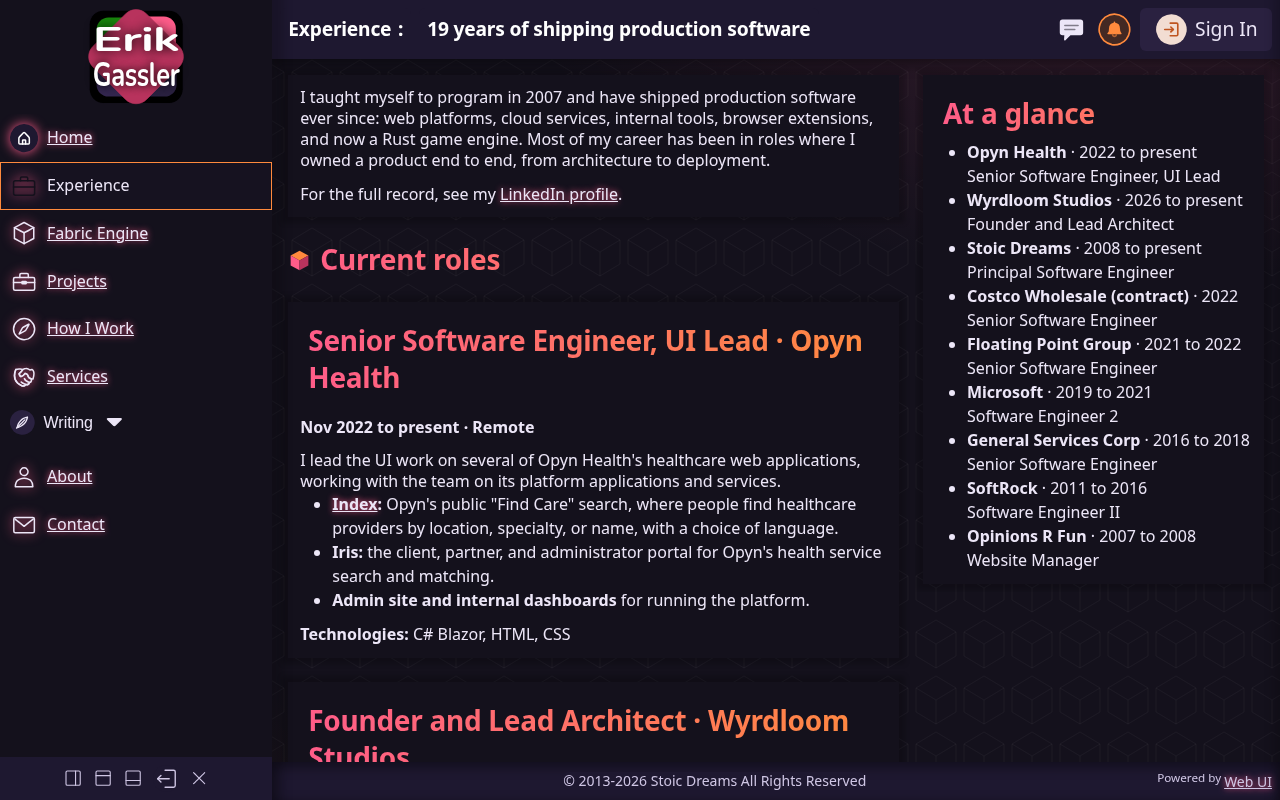 Erik
Gassler
Home
Experience
Fabric Engine
Projects
How I Work
Services
Writing
About
Contact
Experience : 19 years of shipping production software
Sign In
I taught myself to program in 2007 and have shipped production software
ever since: web platforms, cloud services, internal tools, browser extensions,
and now a Rust game engine. Most of my career has been in roles where I
owned a product end to end, from architecture to deployment.
For the full record, see my LinkedIn profile.
Current roles
Senior Software Engineer, UI Lead · Opyn
Health
Nov 2022 to present · Remote
I lead the UI work on several of Opyn Health's healthcare web applications,
working with the team on its platform applications and services.
Index: Opyn's public "Find Care" search, where people find healthcare
providers by location, specialty, or name, with a choice of language.
Iris: the client, partner, and administrator portal for Opyn's health service
search and matching.
Admin site and internal dashboards for running the platform.
Technologies: C# Blazor, HTML, CSS
Founder and Lead Architect · Wyrdloom
Studios
At a glance
Opyn Health · 2022 to present
Senior Software Engineer, UI Lead
Wyrdloom Studios · 2026 to present
Founder and Lead Architect
Stoic Dreams · 2008 to present
Principal Software Engineer
Costco Wholesale (contract) · 2022
Senior Software Engineer
Floating Point Group · 2021 to 2022
Senior Software Engineer
Microsoft · 2019 to 2021
Software Engineer 2
General Services Corp · 2016 to 2018
Senior Software Engineer
SoftRock · 2011 to 2016
Software Engineer II
Opinions R Fun · 2007 to 2008
Website Manager
© 2013-2026 Stoic Dreams All Rights Reserved
Powered by Web UI